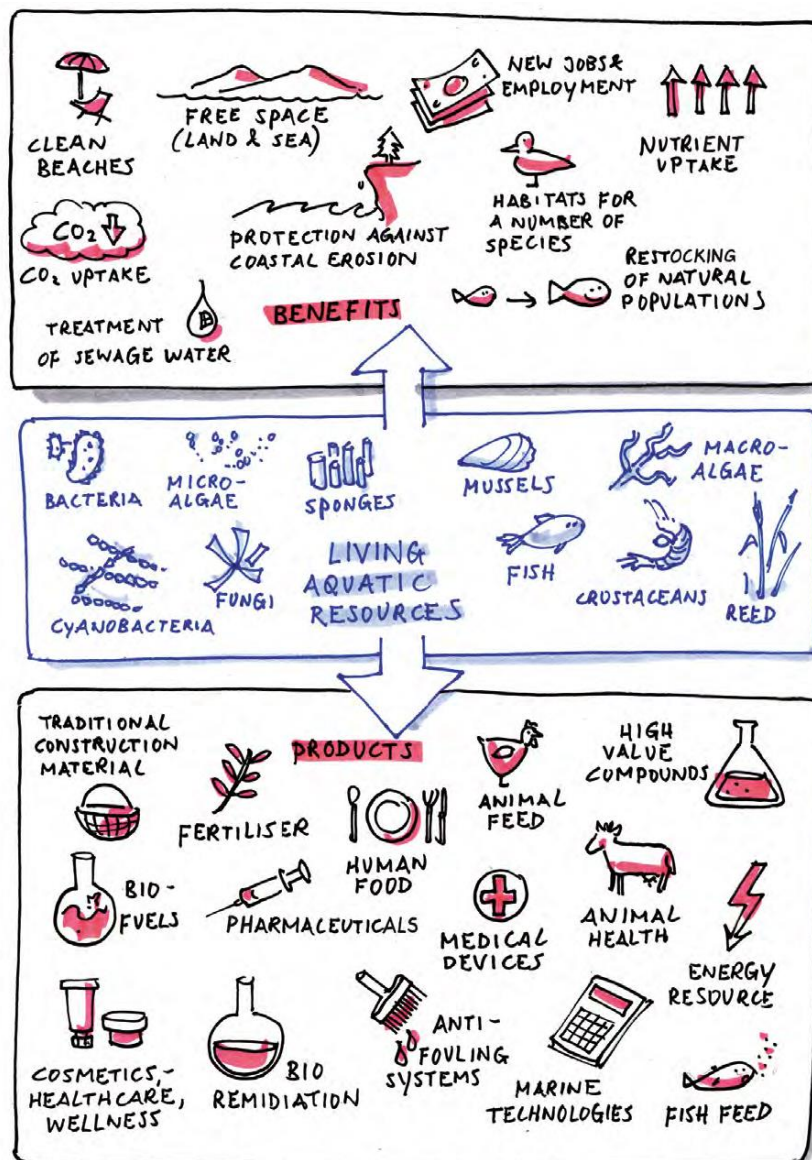 CLEAN
BEACHES
FREE SPACE
(LAND & SEA)
NEW JOBS &
EMPLOYMENT
NUTRIENT
UPTAKE
CO₂
CO₂ UPTAKE
PROTECTION AGAINST
COASTAL EROSION
HABITATS FOR
A NUMBER OF
SPECIES
RESTOCKING
OF NATURAL
POPULATIONS
TREATMENT
OF SEWAGE WATER
BENEFITS
BACTERIA
MICRO-
ALGAE
SPONGES
MUSSELS
MACRO-
ALGAE
CYANOBACTERIA
FUNGI
LIVING
AQUATIC
RESOURCES
FISH
CRUSTACEANS
REED
TRADITIONAL
CONSTRUCTION
MATERIAL
FERTILISER
PRODUCTS
HUMAN
FOOD
ANIMAL
FEED
HIGH
VALUE
COMPOUNDS
BIO-
FUELS
PHARMACEUTICALS
MEDICAL
DEVICES
ANIMAL
HEALTH
ENERGY
RESOURCE
COSMETICS,-
HEALTHCARE,
WELLNESS
BIO
REMIDIATION
ANTI-
FOULING
SYSTEMS
MARINE
TECHNOLOGIES
FISH FEED